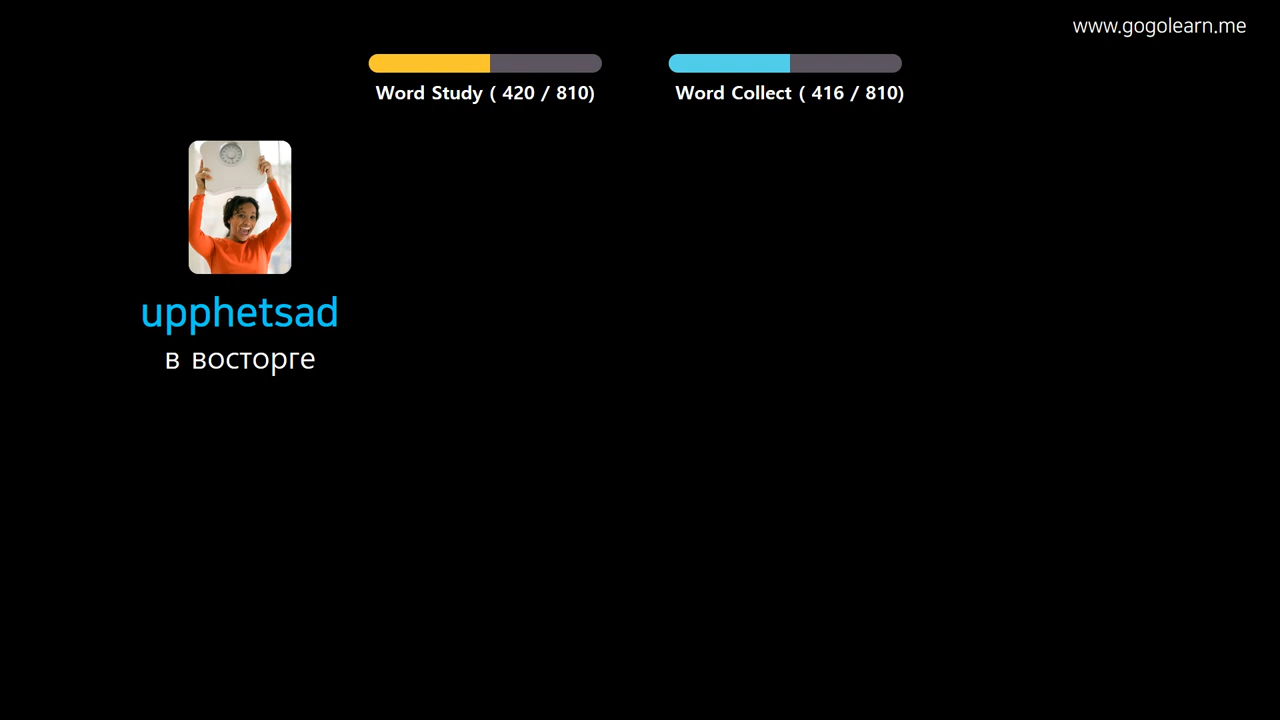 www.gogolearn.me
Word Study ( 420 / 810)
Word Collect ( 416 / 810)
upphetsad
в восторге